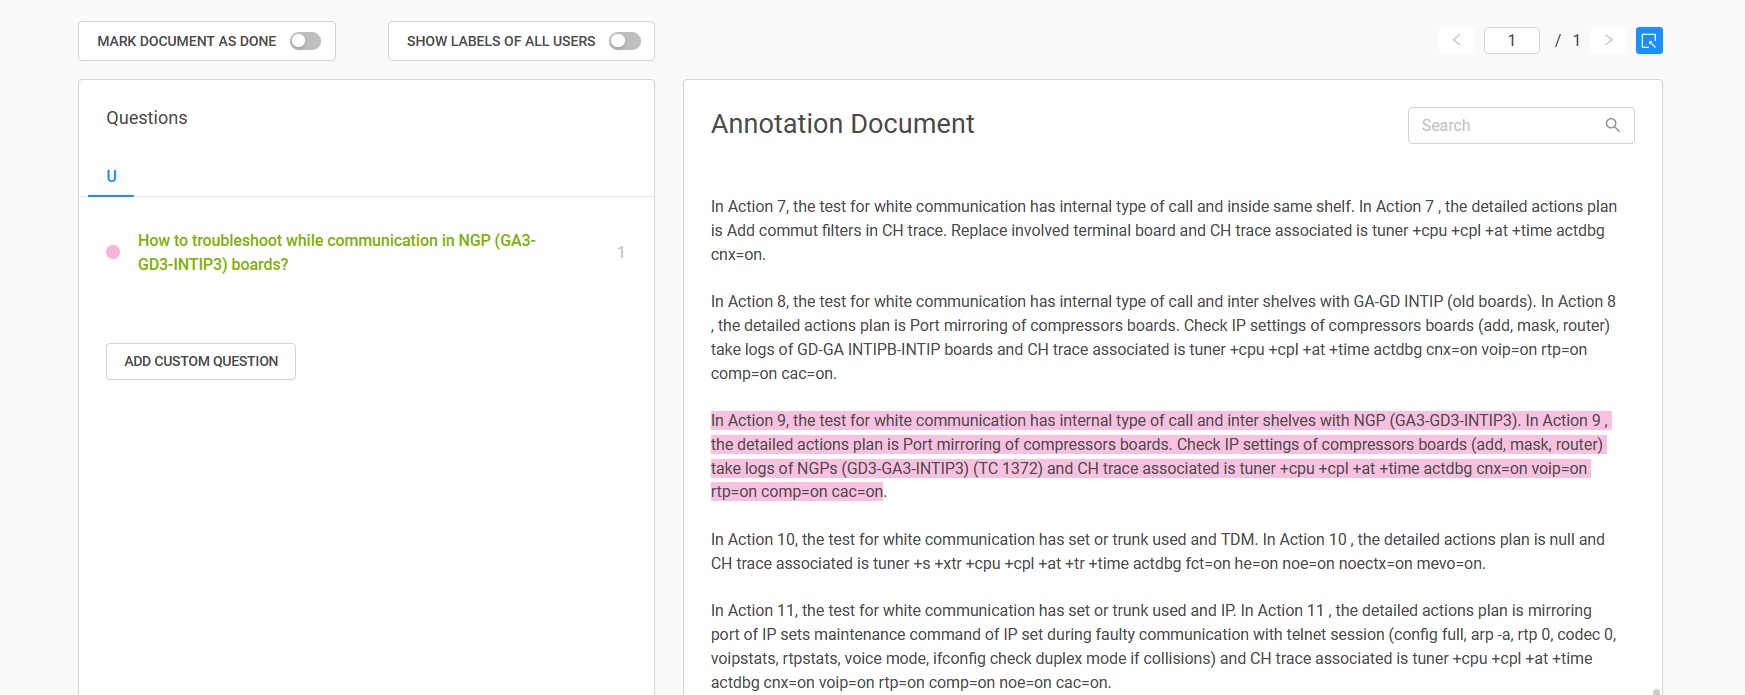 MARK DOCUMENT AS DONE
SHOW LABELS OF ALL USERS
1 / 1
Questions
U
How to troubleshoot while communication in NGP (GA3-
GD3-INTIP3) boards?
1
ADD CUSTOM QUESTION
Annotation Document
Search
In Action 7, the test for white communication has internal type of call and inside same shelf. In Action 7 , the detailed actions plan
is Add commut filters in CH trace. Replace involved terminal board and CH trace associated is tuner +cpu +cpl +at +time actdbg
cnx=on.
In Action 8, the test for white communication has internal type of call and inter shelves with GA-GD INTIP (old boards). In Action 8
, the detailed actions plan is Port mirroring of compressors boards. Check IP settings of compressors boards (add, mask, router)
take logs of GD-GA INTIPB-INTIP boards and CH trace associated is tuner +cpu +cpl +at +time actdbg cnx=on voip=on rtp=on
comp=on cac=on.
In Action 9, the test for white communication has internal type of call and inter shelves with NGP (GA3-GD3-INTIP3). In Action 9 ,
the detailed actions plan is Port mirroring of compressors boards. Check IP settings of compressors boards (add, mask, router)
take logs of NGPs (GD3-GA3-INTIP3) (TC 1372) and CH trace associated is tuner +cpu +cpl +at +time actdbg cnx=on voip=on
rtp=on comp=on cac=on.
In Action 10, the test for white communication has set or trunk used and TDM. In Action 10 , the detailed actions plan is null and
CH trace associated is tuner +s +xtr +cpu +cpl +at +tr +time actdbg fct=on he=on noe=on noectx=on mevo=on.
In Action 11, the test for white communication has set or trunk used and IP. In Action 11 , the detailed actions plan is mirroring
port of IP sets maintenance command of IP set during faulty communication with telnet session (config full, arp -a, rtp 0, codec 0,
voipstats, rtpstats, voice mode, ifconfig check duplex mode if collisions) and CH trace associated is tuner +cpu +cpl +at +time
actdbg cnx=on voip=on rtp=on comp=on noe=on cac=on.